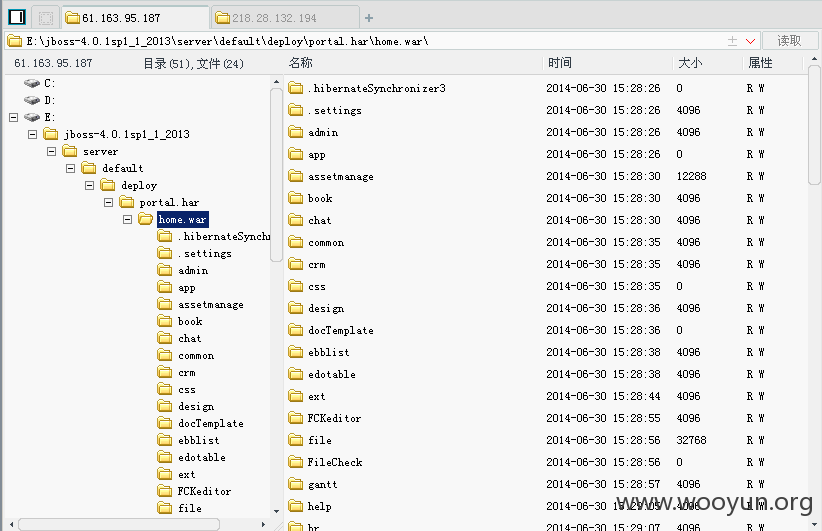 61.163.95.187 218.28.132.194 +
E:\jboss-4.0.1sp1_1_2013\server\default\deploy\portal.har\home.war\ 读取
61.163.95.187 目录(51),文件(24)
C:
D:
E:
jboss-4.0.1sp1_1_2013
server
default
deploy
portal.har
home.war
.hibernateSynchr
.settings
admin
app
assetmanage
book
chat
common
crm
css
design
docTemplate
ebblist
edotable
ext
FCKeditor
file
名称 时间 大小 属性
.hibernateSynchronizer3 2014-06-30 15:28:26 0 R W
.settings 2014-06-30 15:28:26 4096 R W
admin 2014-06-30 15:28:26 4096 R W
app 2014-06-30 15:28:26 0 R W
assetmanage 2014-06-30 15:28:30 12288 R W
book 2014-06-30 15:28:30 4096 R W
chat 2014-06-30 15:28:30 4096 R W
common 2014-06-30 15:28:35 4096 R W
crm 2014-06-30 15:28:35 4096 R W
css 2014-06-30 15:28:35 0 R W
design 2014-06-30 15:28:36 4096 R W
docTemplate 2014-06-30 15:28:36 0 R W
ebblist 2014-06-30 15:28:38 4096 R W
edotable 2014-06-30 15:28:38 4096 R W
ext 2014-06-30 15:28:44 4096 R W
FCKeditor 2014-06-30 15:28:55 4096 R W
file 2014-06-30 15:28:56 32768 R W
FileCheck 2014-06-30 15:28:56 0 R W
gantt 2014-06-30 15:28:57 4096 R W
help 2014-06-30 15:29:05 4096 R W
hr 2014-06-30 15:29:07 4096 R W
www.wooyun.org